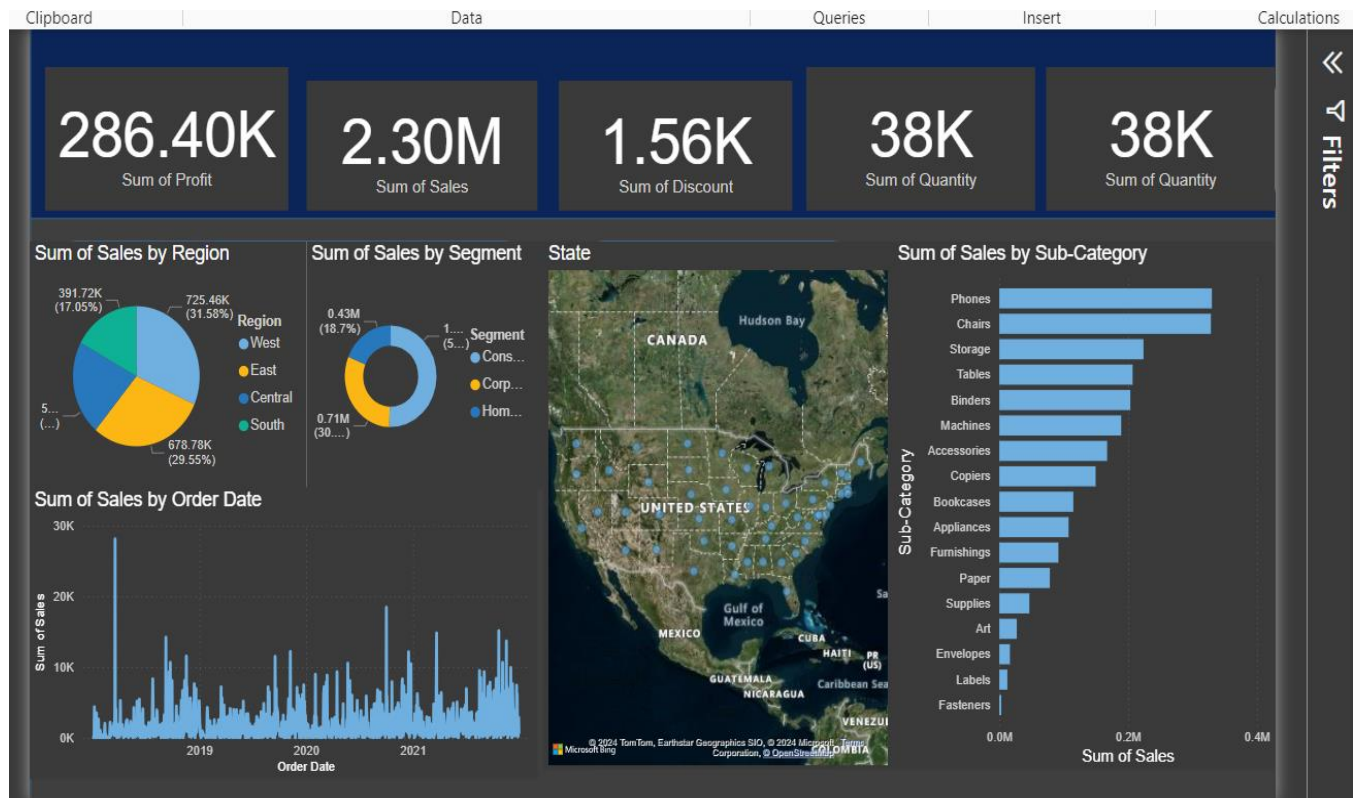 Clipboard
Data
Queries
Insert
Calculations
286.40K
Sum of Profit
2.30M
Sum of Sales
1.56K
Sum of Discount
38K
Sum of Quantity
38K
Sum of Quantity
Filters
Sum of Sales by Region
391.72K
(17.05%)
725.46K
(31.58%)
5...
(...)
678.78K
(29.55%)
Region
West
East
Central
South
Sum of Sales by Segment
0.43M
(18.7%)
1....
(5...)
0.71M
(30....)
Segment
Cons...
Corp...
Hom...
State
Hudson Bay
CANADA
UNITED STATES
Gulf of
Mexico
MEXICO
CUBA
HAITI
PR
(US)
GUATEMALA
NICARAGUA
Caribbean Sea
VENEZUE
COLOMBIA
Sa
Microsoft Bing
© 2024 TomTom, Earthstar Geographics SIO, © 2024 Microsoft Terms
Corporation, © OpenStreetMap
Sum of Sales by Sub-Category
Sub-Category
Phones
Chairs
Storage
Tables
Binders
Machines
Accessories
Copiers
Bookcases
Appliances
Furnishings
Paper
Supplies
Art
Envelopes
Labels
Fasteners
0.0M
0.2M
0.4M
Sum of Sales
Sum of Sales by Order Date
Sum of Sales
30K
20K
10K
0K
2019
2020
2021
Order Date